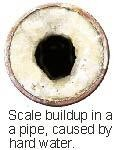 Scale buildup in a
a pipe, caused by
hard water.